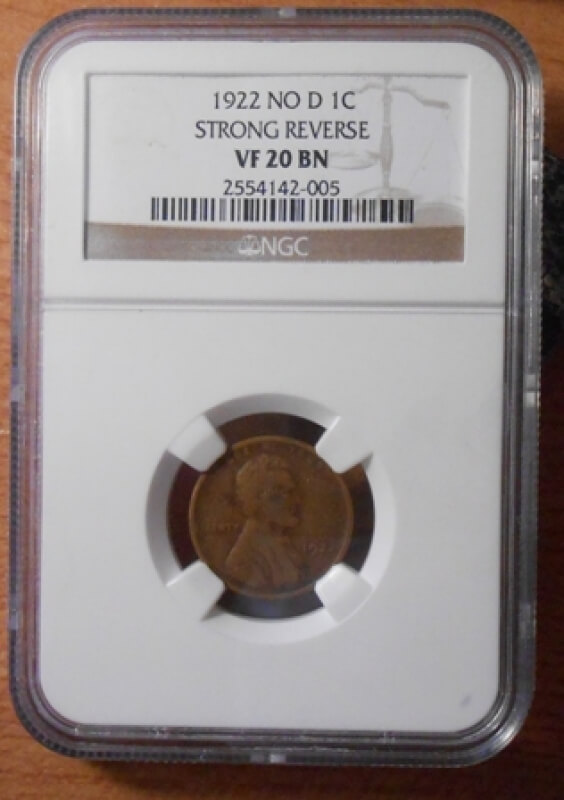 1922 NO D 1C
STRONG REVERSE
VF 20 BN
2554142-005
NGC